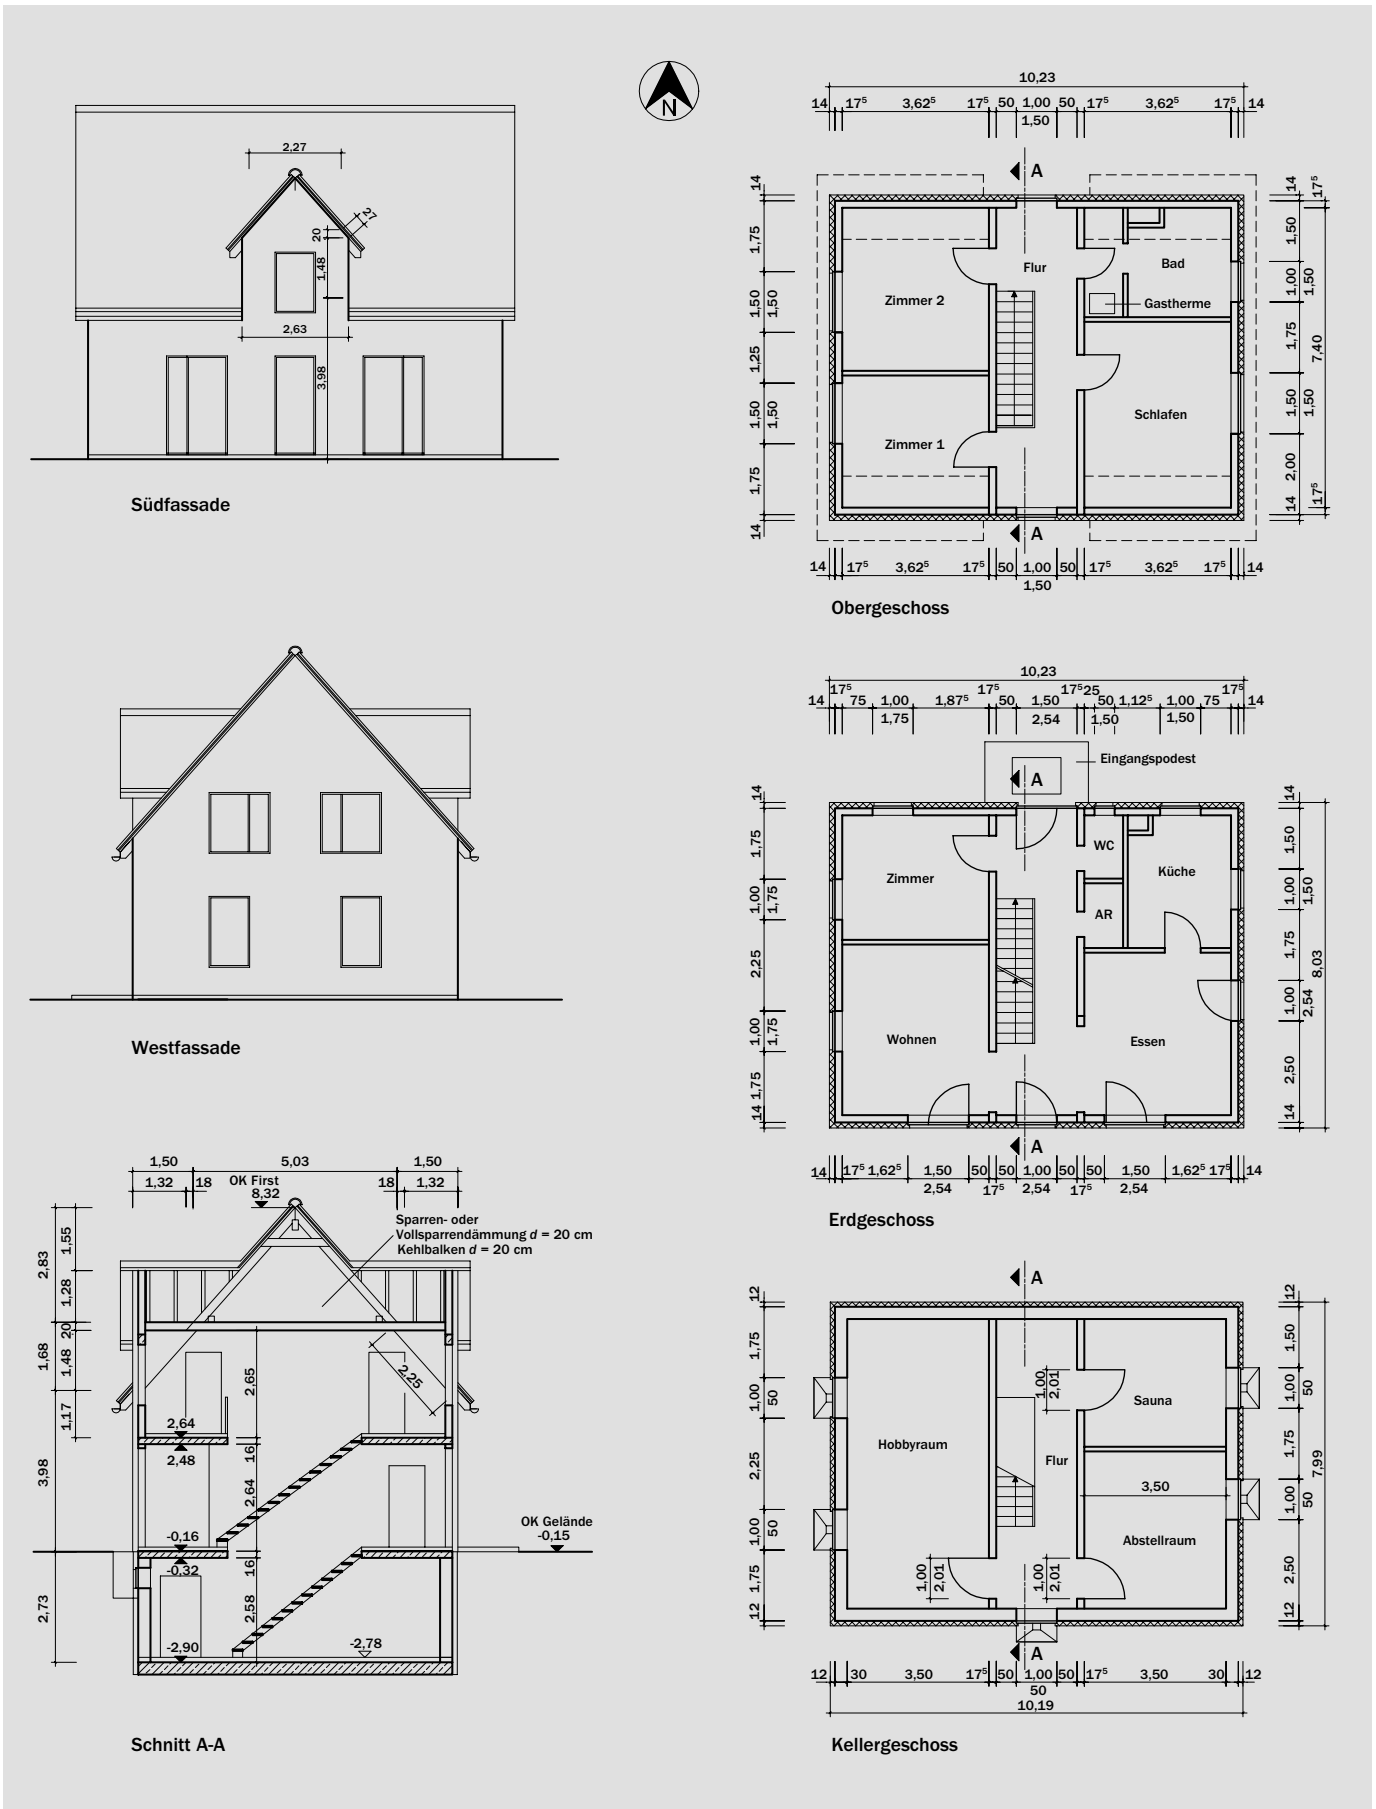 2,27
27
20
1,48
2,63
3,98
Südfassade
N
10,23
14 17⁵ 3,62⁵ 17⁵ 50 1,00 50 17⁵ 3,62⁵ 17⁵ 14
1,50
A
14
1,75
1,50 1,50
1,25
1,50 1,50
1,75
14
Flur
Bad
Zimmer 2
Gastherme
Schlafen
Zimmer 1
14
1,50
1,00 1,50
1,75
1,50 1,50
2,00
14
17⁵
7,40
17⁵
A
14 17⁵ 3,62⁵ 17⁵ 50 1,00 50 17⁵ 3,62⁵ 17⁵ 14
1,50
Obergeschoss
Westfassade
10,23
17⁵ 17⁵ 17⁵ 25 17⁵
14 75 1,00 1,87⁵ 50 1,50 50 1,12⁵ 1,00 75 14
1,75 2,54 1,50 1,50
Eingangspodest
A
14
1,75
1,00 1,75
2,25
1,00 1,75
1,75
14
WC
Küche
Zimmer
AR
Wohnen
Essen
14
1,50
1,00 1,50
1,75
1,00 2,54
2,50
14
8,03
A
14 17⁵ 1,62⁵ 1,50 50 50 1,00 50 50 1,50 1,62⁵ 17⁵ 14
2,54 17⁵ 2,54 17⁵ 2,54
Erdgeschoss
1,50 5,03 1,50
1,32 18 18 1,32
OK First
8,32
Sparren- oder
Vollsparrendämmung d = 20 cm
Kehlbalken d = 20 cm
2,83
1,68
3,98
2,73
1,55
1,28
20
1,48
1,17
2,65
2,25
2,64
2,48
16
2,64
-0,16
-0,32
16
2,58
-2,90
-2,78
OK Gelände
-0,15
Schnitt A-A
A
12
1,75
1,00 50
2,25
1,00 50
1,75
12
1,00 2,01
Sauna
Hobbyraum
Flur
3,50
Abstellraum
1,00 2,01
1,00 2,01
12
1,50
1,00 50
1,75
1,00 50
2,50
12
7,99
A
12 30 3,50 17⁵ 50 1,00 50 17⁵ 3,50 30 12
50
10,19
Kellergeschoss